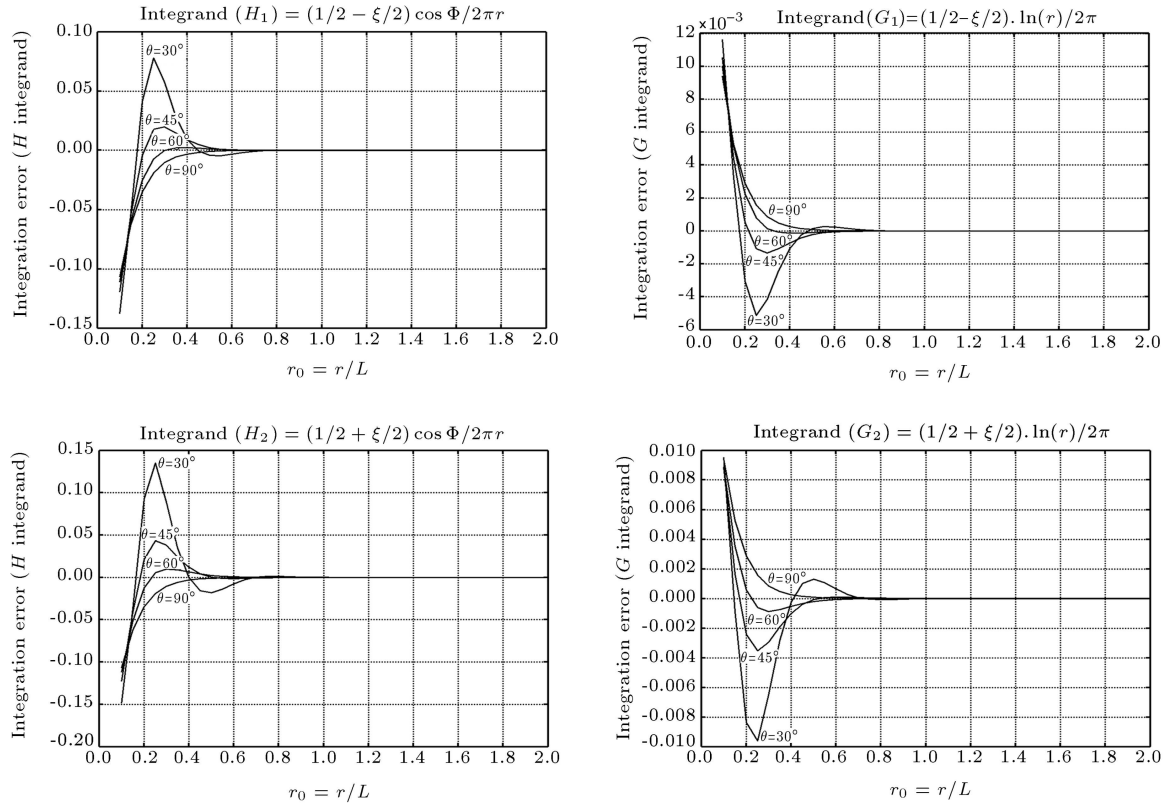 Integrand (H₁) = (1/2 − ξ/2) cos Φ/2πr
Integration error (H integrand)
0.10
0.05
0.00
-0.05
-0.10
-0.15
θ=30°
θ=45°
θ=60°
θ=90°
0.0 0.2 0.4 0.6 0.8 1.0 1.2 1.4 1.6 1.8 2.0
r₀ = r/L
Integrand(G₁)=(1/2−ξ/2). ln(r)/2π
Integration error (G integrand)
12 ×10⁻³
10
8
6
4
2
0
-2
-4
-6
θ=90°
θ=60°
θ=45°
θ=30°
0.0 0.2 0.4 0.6 0.8 1.0 1.2 1.4 1.6 1.8 2.0
r₀ = r/L
Integrand (H₂) = (1/2 + ξ/2) cos Φ/2πr
Integration error (H integrand)
0.15
0.10
0.05
0.00
-0.05
-0.10
-0.15
-0.20
θ=30°
θ=45°
θ=60°
θ=90°
0.0 0.2 0.4 0.6 0.8 1.0 1.2 1.4 1.6 1.8 2.0
r₀ = r/L
Integrand (G₂) = (1/2 + ξ/2). ln(r)/2π
Integration error (G integrand)
0.010
0.008
0.006
0.004
0.002
0.000
-0.002
-0.004
-0.006
-0.008
-0.010
θ=90°
θ=60°
θ=45°
θ=30°
0.0 0.2 0.4 0.6 0.8 1.0 1.2 1.4 1.6 1.8 2.0
r₀ = r/L